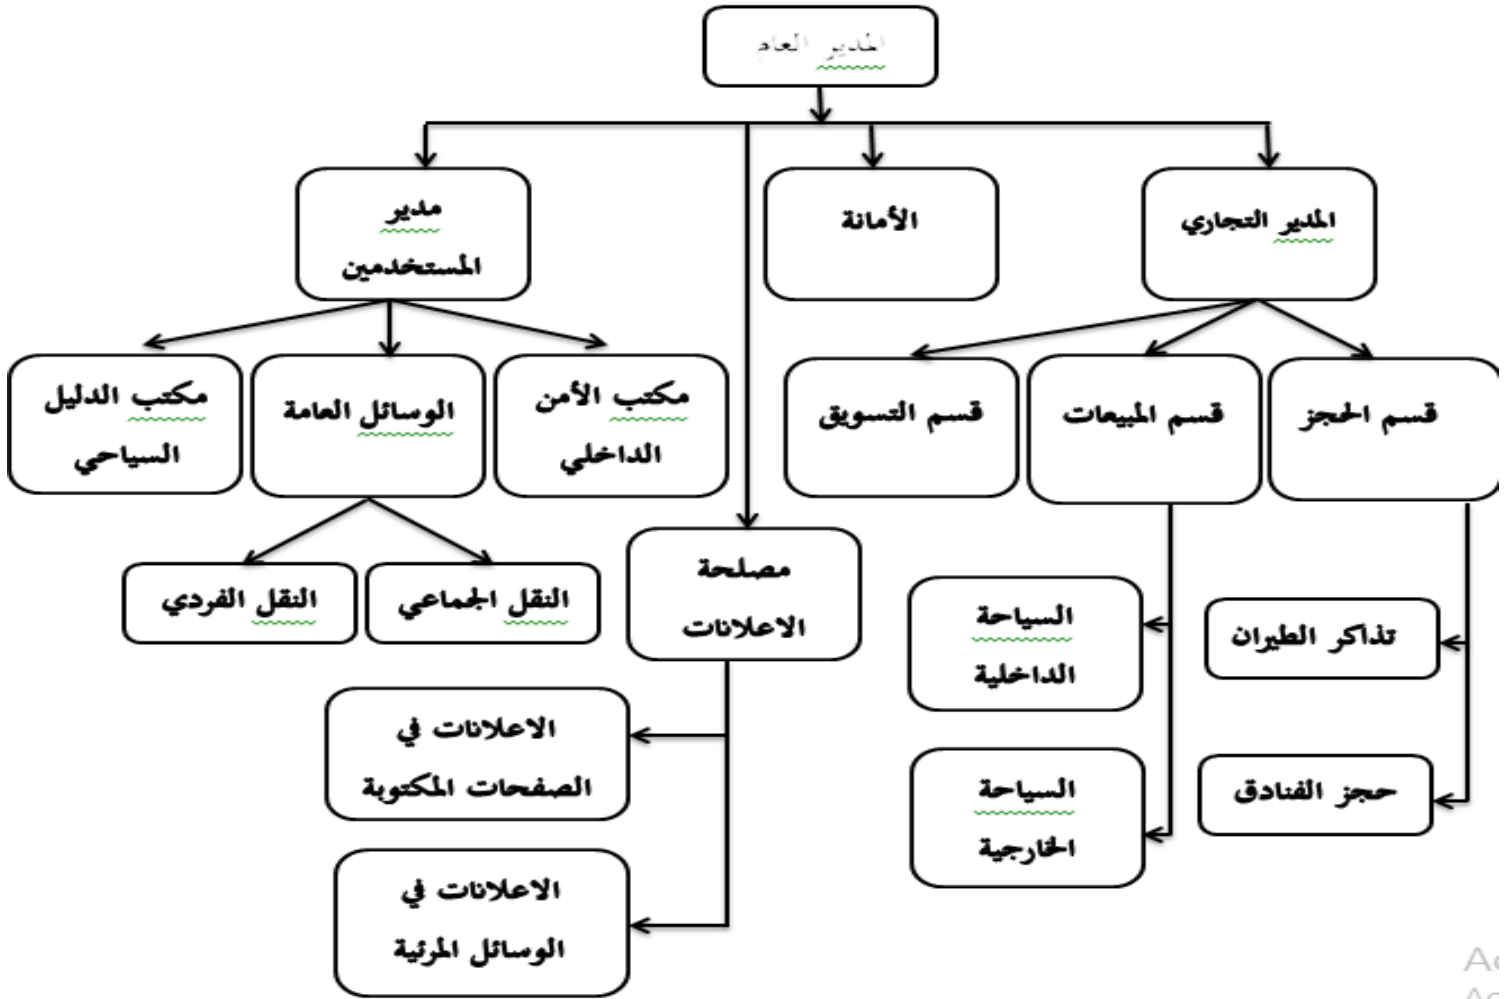 المدير العام
المدير التجاري
الأمانة
مدير
المستخدمين
قسم الحجز
قسم المبيعات
قسم التسويق
مكتب الأمن
الداخلي
الوسائل العامة
مكتب الدليل
السياحي
مصلحة
الاعلانات
النقل الجماعي
النقل الفردي
السياحة
الداخلية
تذاكر الطيران
الاعلانات في
الصفحات المكتوبة
السياحة
الخارجية
حجز الفنادق
الاعلانات في
الوسائل المرئية